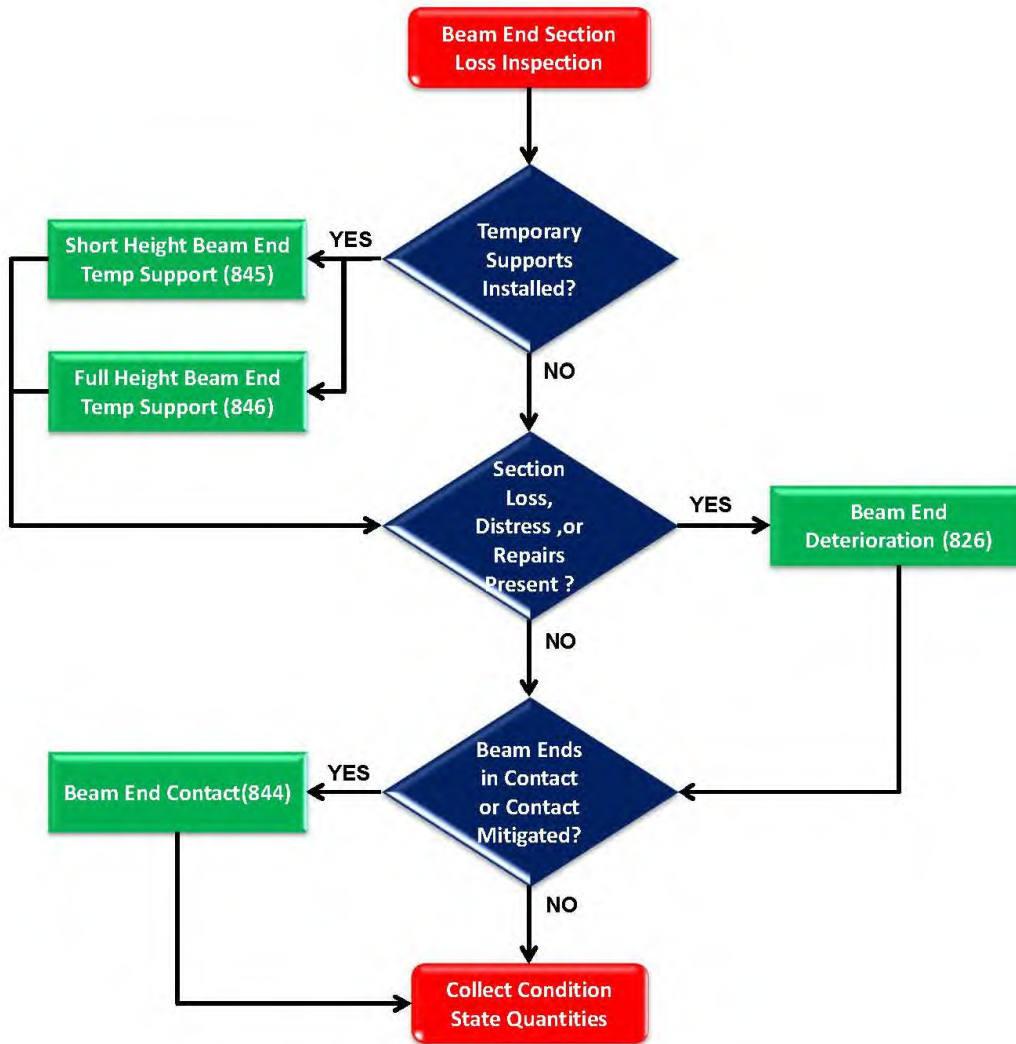 Beam End Section
Loss Inspection
Temporary
Supports
Installed?
YES
Short Height Beam End
Temp Support (845)
Full Height Beam End
Temp Support (846)
NO
Section
Loss,
Distress ,or
Repairs
Present ?
YES
Beam End
Deterioration (826)
NO
Beam Ends
in Contact
or Contact
Mitigated?
YES
Beam End Contact(844)
NO
Collect Condition
State Quantities